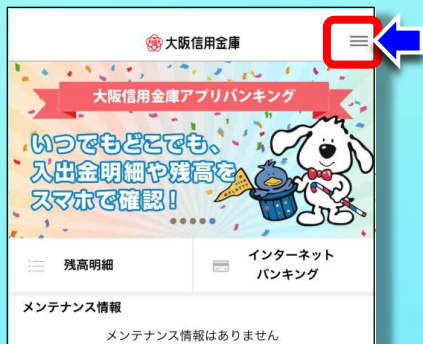 大阪信用金庫
大阪信用金庫アプリバンキング
いつでもどこでも、
入出金明細や残高を
スマホで確認！
残高明細
インターネット
バンキング
メンテナンス情報
メンテナンス情報はありません